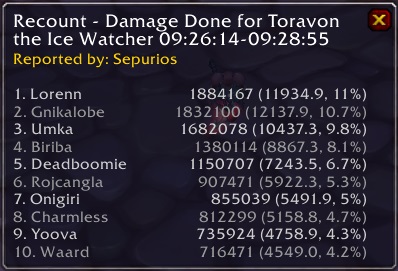 Recount - Damage Done for Toravon
the Ice Watcher 09:26:14-09:28:55
Reported by: Sepurios
1. Lorenn 1884167 (11934.9, 11%)
2. Gnikalobe 1832100 (12137.9, 10.7%)
3. Umka 1682078 (10437.3, 9.8%)
4. Biriba 1380114 (8867.3, 8.1%)
5. Deadboomie 1150707 (7243.5, 6.7%)
6. Rojcangla 907471 (5922.3, 5.3%)
7. Onigiri 855039 (5491.9, 5%)
8. Charmless 812299 (5158.8, 4.7%)
9. Yoova 735924 (4758.9, 4.3%)
10. Waard 716471 (4549.0, 4.2%)